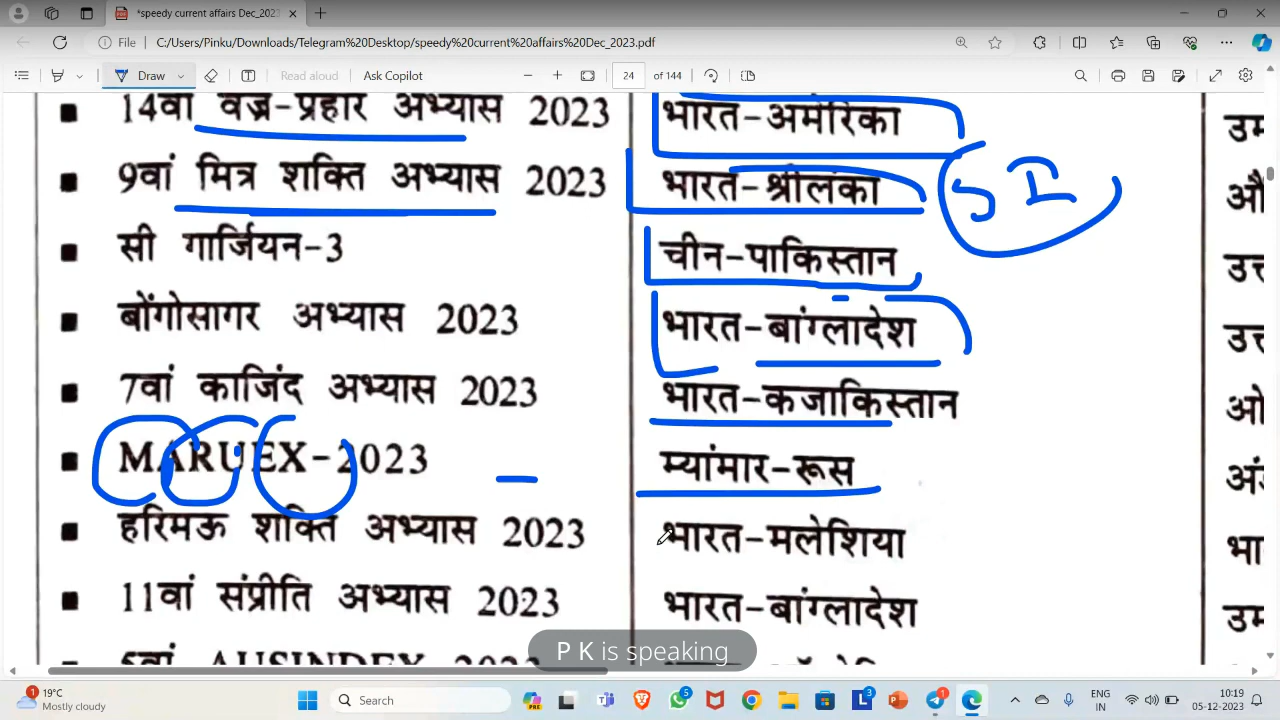 *speedy current affairs Dec_2023
File C:/Users/Pinku/Downloads/Telegram%20Desktop/speedy%20current%20affairs%20Dec_2023.pdf
Draw Read aloud Ask Copilot 24 of 144
14वां वज्र-प्रहार अभ्यास 2023 भारत-अमेरिका
9वां मित्र शक्ति अभ्यास 2023 भारत-श्रीलंका
सी गार्जियन-3 चीन-पाकिस्तान
बोंगोसागर अभ्यास 2023 भारत-बांग्लादेश
7वां काजिंद अभ्यास 2023 भारत-कजाकिस्तान
MARUEX-2023 म्यांमार-रूस
हरिमऊ शक्ति अभ्यास 2023 भारत-मलेशिया
11वां संप्रीति अभ्यास 2023 भारत-बांग्लादेश
P K is speaking
19°C
Mostly cloudy
Search
ENG
IN
10:19
05-12-2023